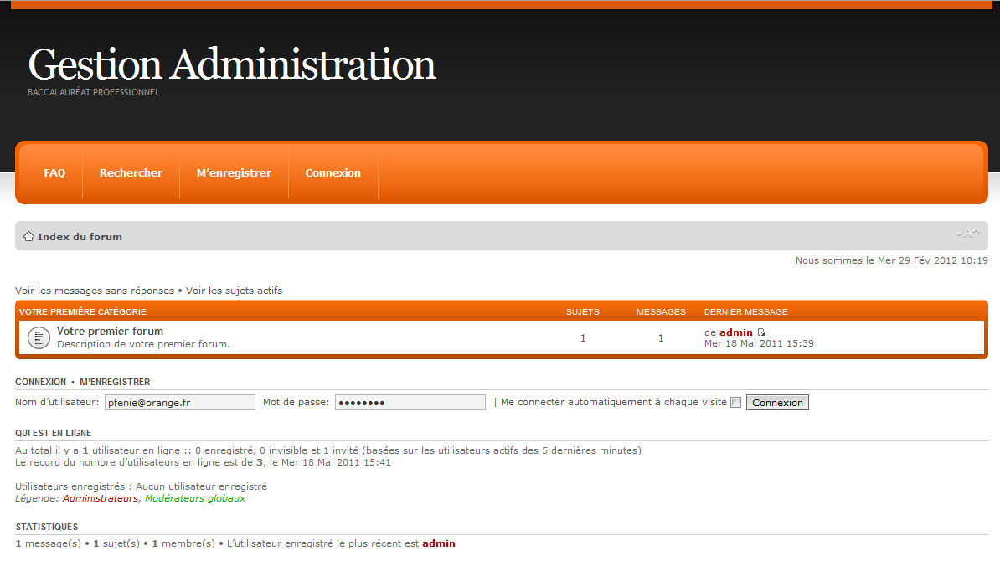 Gestion Administration
BACCALAURÉAT PROFESSIONNEL
FAQ Rechercher M’enregistrer Connexion
Index du forum
A
Nous sommes le Mer 29 Fév 2012 18:19
Voir les messages sans réponses • Voir les sujets actifs
VOTRE PREMIÈRE CATÉGORIE SUJETS MESSAGES DERNIER MESSAGE
Votre premier forum
Description de votre premier forum.
1 1
de admin
Mer 18 Mai 2011 15:39
CONNEXION • M’ENREGISTRER
Nom d’utilisateur: pfenie@orange.fr Mot de passe: •••••••• | Me connecter automatiquement à chaque visite Connexion
QUI EST EN LIGNE
Au total il y a 1 utilisateur en ligne :: 0 enregistré, 0 invisible et 1 invité (basées sur les utilisateurs actifs des 5 dernières minutes)
Le record du nombre d’utilisateurs en ligne est de 3, le Mer 18 Mai 2011 15:41
Utilisateurs enregistrés : Aucun utilisateur enregistré
Légende: Administrateurs, Modérateurs globaux
STATISTIQUES
1 message(s) • 1 sujet(s) • 1 membre(s) • L’utilisateur enregistré le plus récent est admin